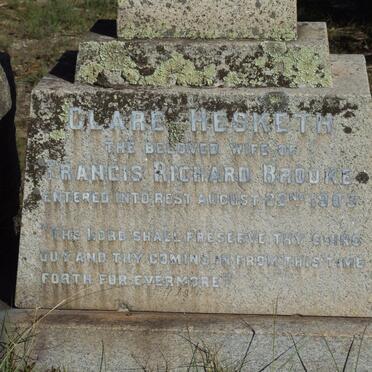 CLARE HESKETH
THE BELOVED WIFE OF
FRANCIS RICHARD BROOKE
ENTERED INTO REST AUGUST 22ND
"THE LORD SHALL PRESERVE THY GOING
OUT AND THY COMING IN FROM THIS TIME
FORTH FOR EVERMORE"